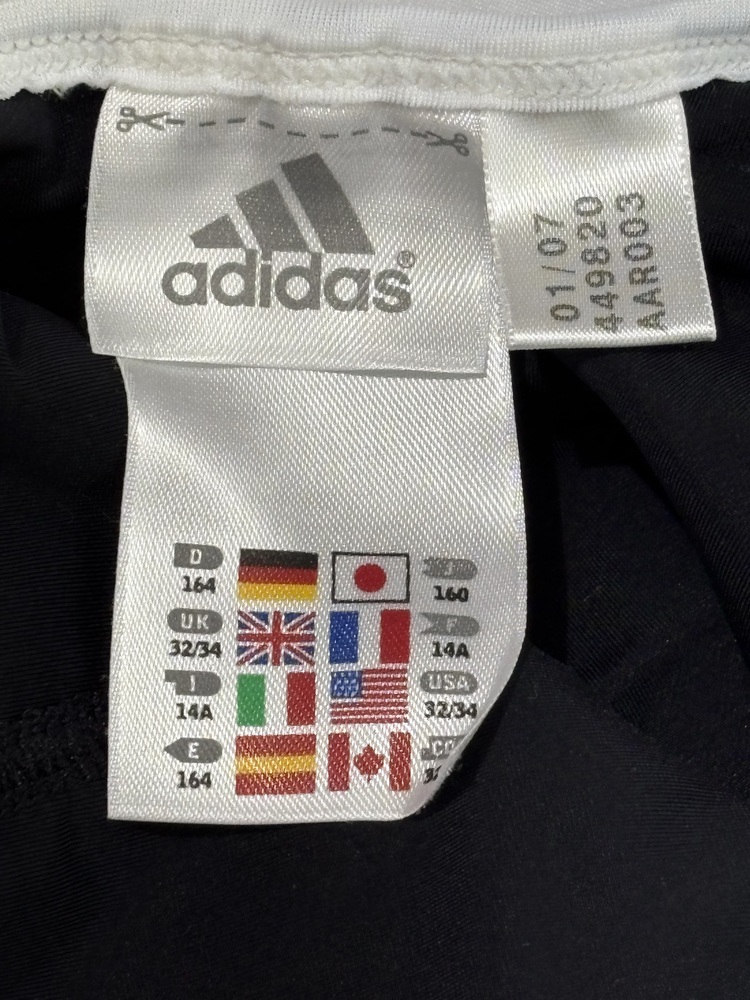 adidas®
01/07
449820
AAR003
D
164
J
160
UK
32/34
F
14A
I
14A
USA
32/34
E
164